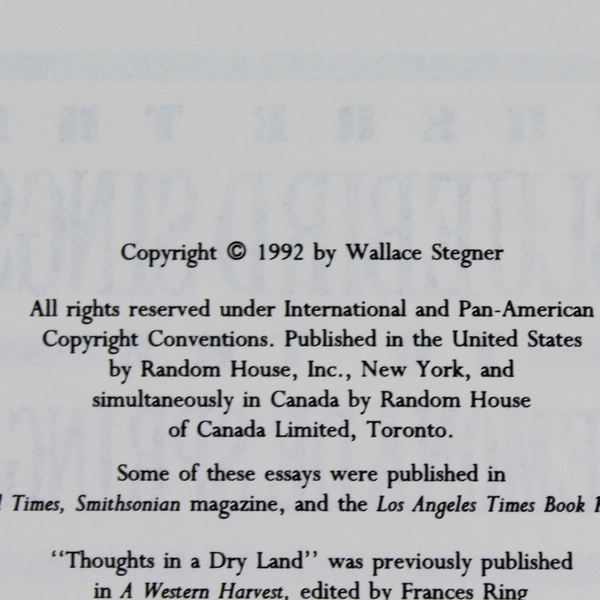 Copyright © 1992 by Wallace Stegner
All rights reserved under International and Pan-American
Copyright Conventions. Published in the United States
by Random House, Inc., New York, and
simultaneously in Canada by Random House
of Canada Limited, Toronto.
Some of these essays were published in
Times, Smithsonian magazine, and the Los Angeles Times Book
"Thoughts in a Dry Land" was previously published
in A Western Harvest, edited by Frances Ring